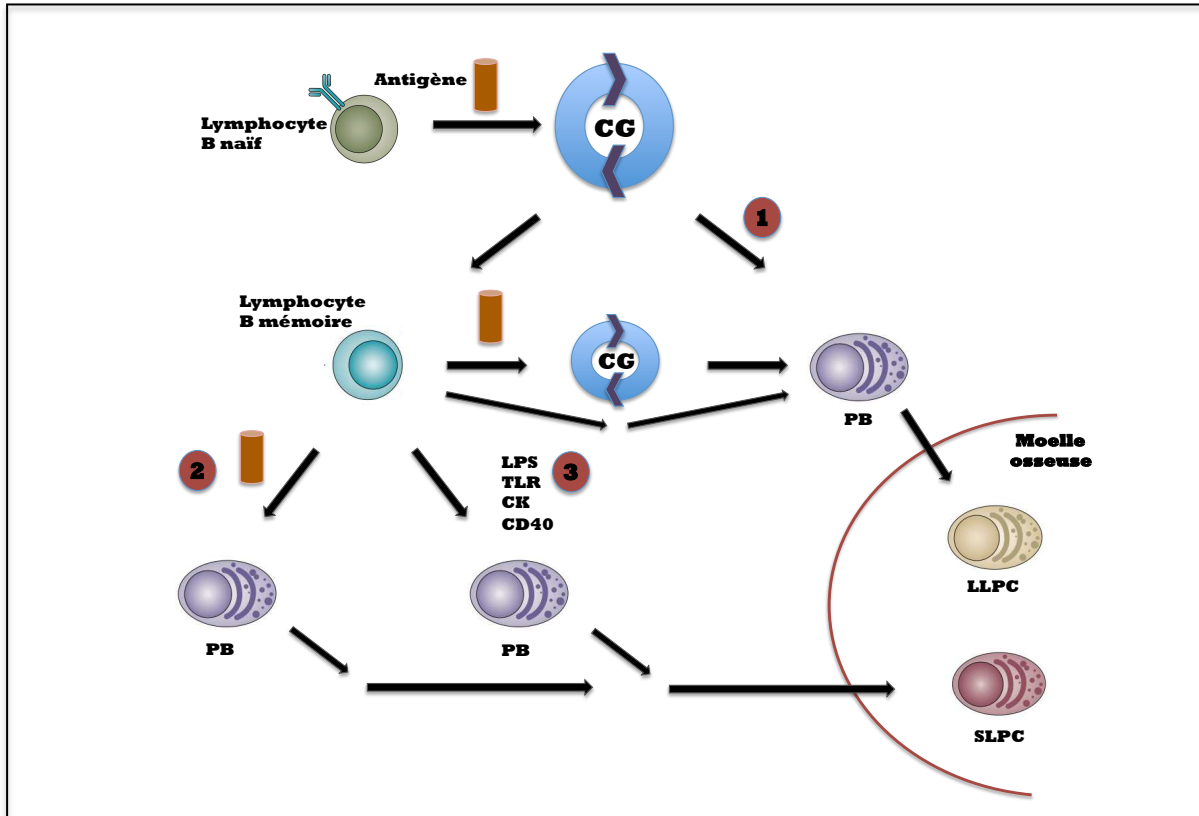 Antigène
Lymphocyte
B naïf
CG
1
Lymphocyte
B mémoire
CG
PB
Moelle
osseuse
2
LPS
TLR
CK
CD40
3
LLPC
PB
PB
SLPC